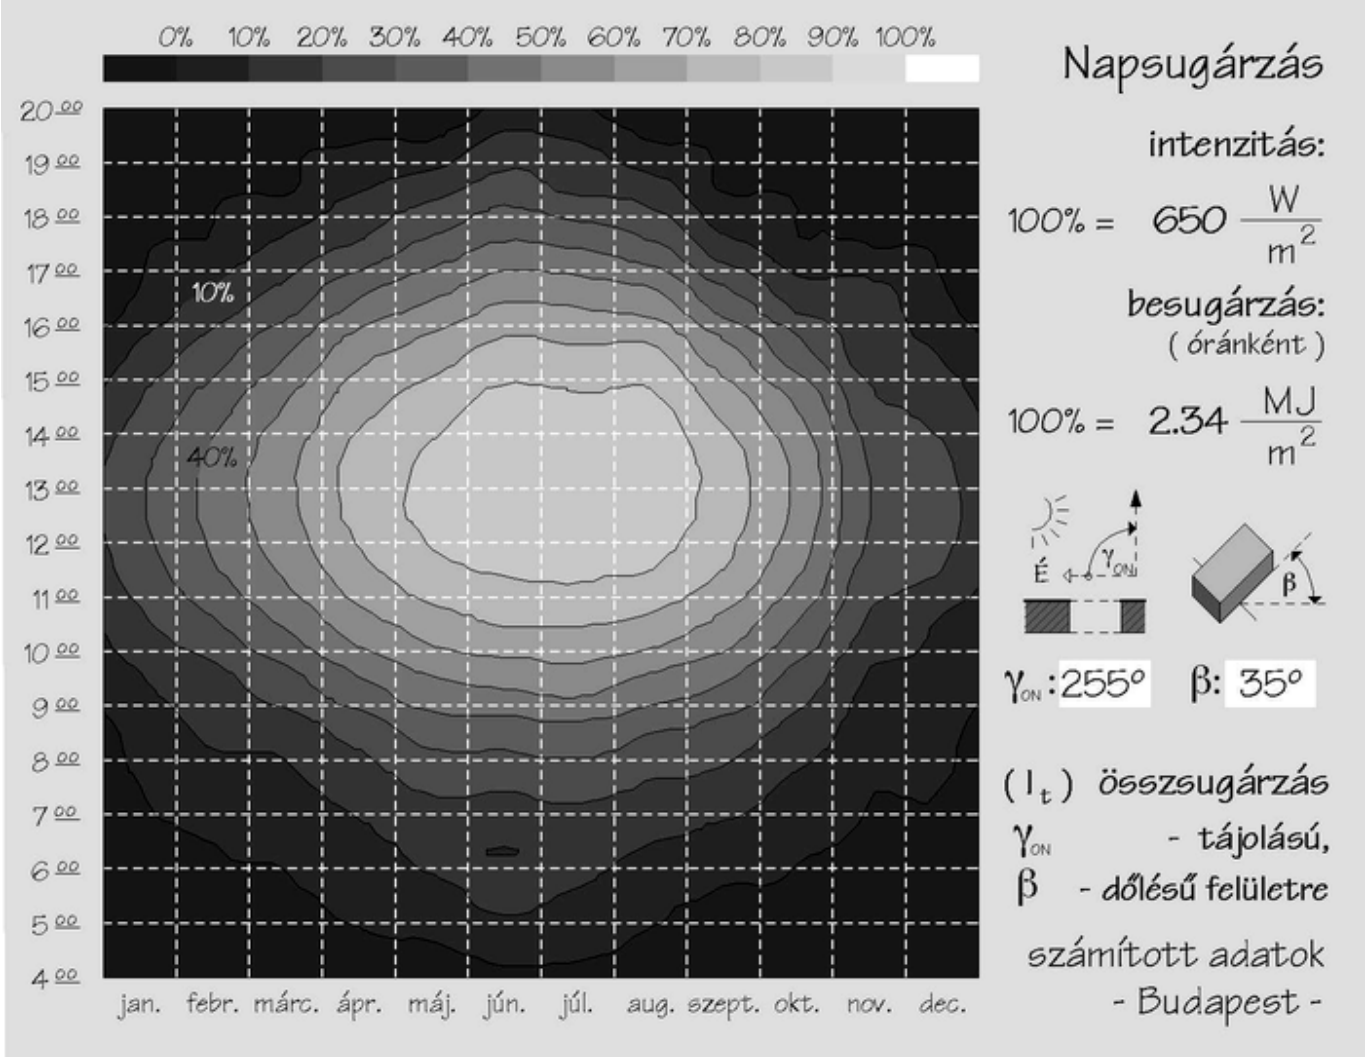 0% 10% 20% 30% 40% 50% 60% 70% 80% 90% 100%
20 00
19 00
18 00
17 00
16 00
15 00
14 00
13 00
12 00
11 00
10 00
9 00
8 00
7 00
6 00
5 00
4 00
10%
40%
jan. febr. márc. ápr. máj. jún. júl. aug. szept. okt. nov. dec.
Napsugárzás
intenzitás:
100% = 650 W
m2
besugárzás:
( óránként )
100% = 2.34 MJ
m2
É γON β
γON : 255° β: 35°
( It ) összsugárzás
γON - tájolású,
β - dőlésű felületre
számított adatok
- Budapest -